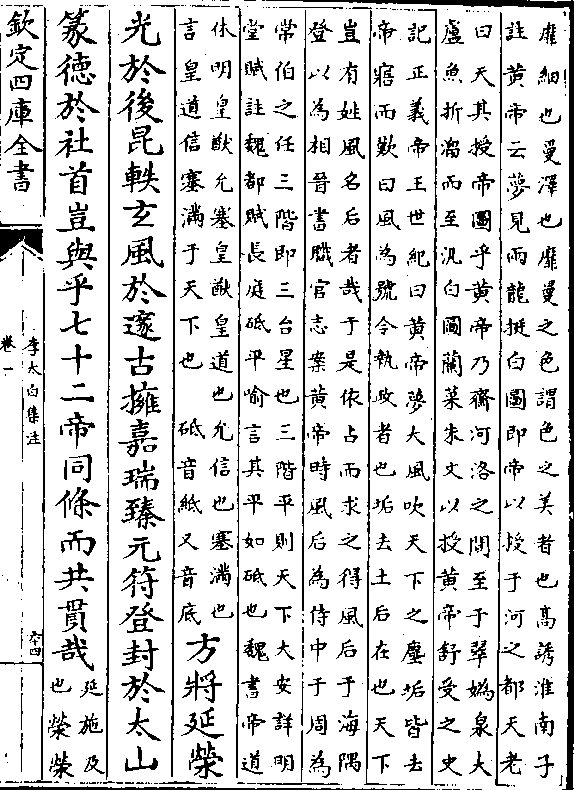 靡細也曼澤也靡曼之色謂色之美者也高誘淮南子
註黄帝云夢見兩龍挺白圖即帝以授于河之都天老
曰天其授帝圖乎黄帝乃齋河洛之間至于翠媯泉大
盧魚折溜而至汎白圖蘭菜朱文以授黄帝舒受之史
記正義帝王世紀曰黄帝夢大風吹天下之塵垢皆去
帝寤而歎曰風為號令執政者也垢去土后在也天下
豈有姓風名后者哉于是依占而求之得風后于海隅
登以為相晉書職官志案黄帝時風后為侍中于周為
常伯之任三階即三台星也三階平則天下大安詳明
堂賦註魏都賦長庭砥平喻言其平如砥也魏書帝道
休明皇猷允塞皇猷皇道也允信也塞滿也
言皇道信塞滿于天下也 砥音紙又音底
方將延榮
光於後昆軼玄風於邃古擁嘉瑞臻元符登封於太山
篆德於社首豈與乎七十二帝同條而共貫哉
延施及
也榮榮
欽定四庫全書
李太白集注
卷一
六十四